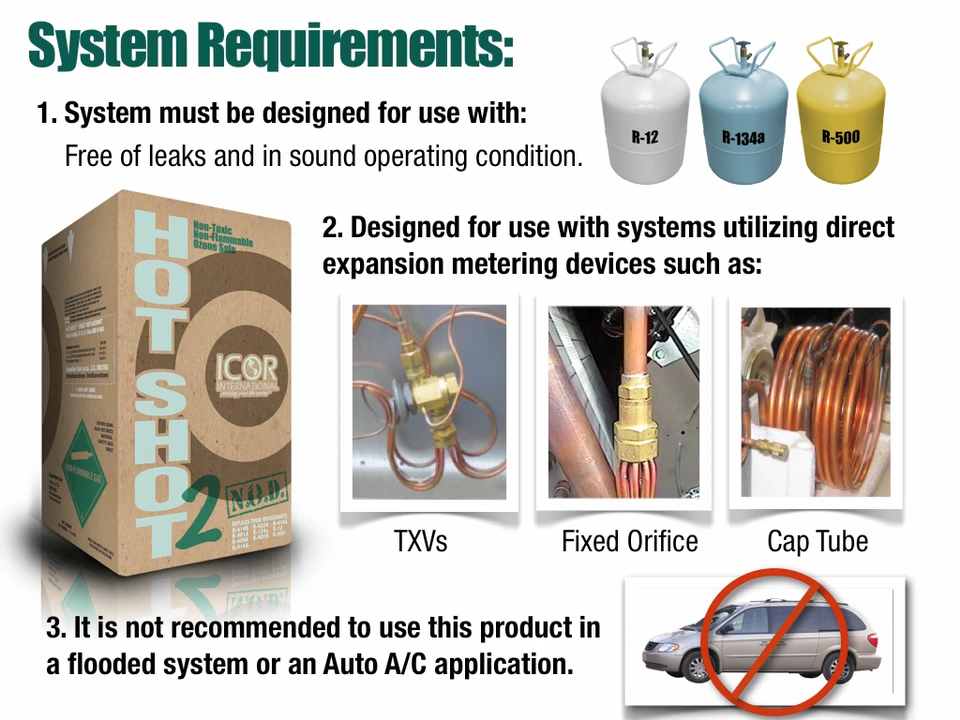 System Requirements:
1. System must be designed for use with:
Free of leaks and in sound operating condition.
R-12
R-134a
R-500
2. Designed for use with systems utilizing direct
expansion metering devices such as:
HOT SHOT 2
Non-Toxic
Non-Flammable
Ozone Safe
ICOR
INTERNATIONAL
N.O.D.
NON-FLAMMABLE GAS
TXVs
Fixed Orifice
Cap Tube
3. It is not recommended to use this product in
a flooded system or an Auto A/C application.